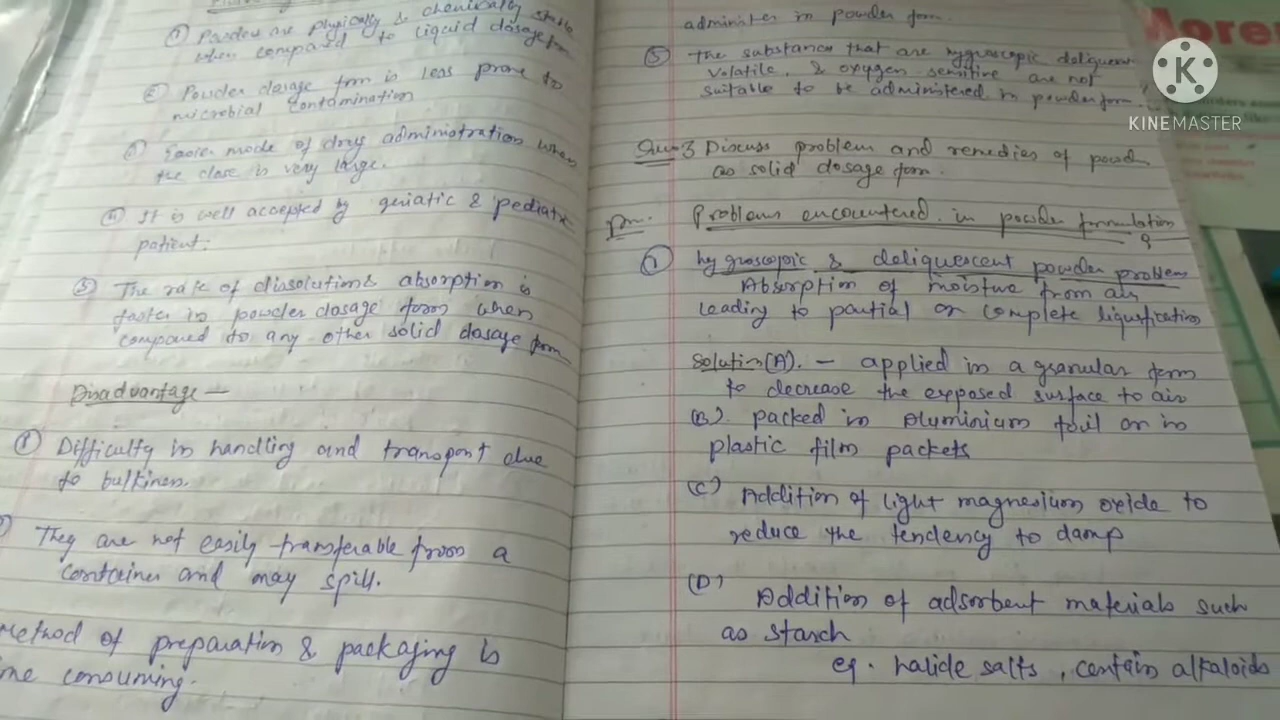 ① Powder are physically & chemically stable
when compared to liquid dosage form
② Powder dosage form is less prone to
microbial contamination
③ Easier mode of drug administration when
the dose is very large.
④ It is well accepted by geriatic & pediatric
patient.
⑤ The rate of dissolution & absorption is
faster in powder dosage form when
compared to any other solid dosage form
Disadvantage —
① Difficulty in handling and transport due
to bulkiness.
They are not easily transferable from a
container and may spill.
Method of preparation & packaging is
consuming.
administer in powder form.
⑤ The substance that are hygroscopic deliquescent
volatile, & oxygen sensitive are not
suitable to be administered in powder form.
Que-3 Discuss problem and remedies of powder
as solid dosage form.
Problems encountered in powder formulation
①  hygroscopic & deliquescent powder problem
Absorption of moisture from air
leading to partial or complete liquification
Solution (A). - applied in a granular form
to decrease the exposed surface to air
(B). packed in aluminium foil or in
plastic film packets
(C) Addition of light magnesium oxide to
reduce the tendency to damp
(D) Addition of adsorbent materials such
as starch
eg. halide salts, contain alkaloids
More
K
KINEMASTER